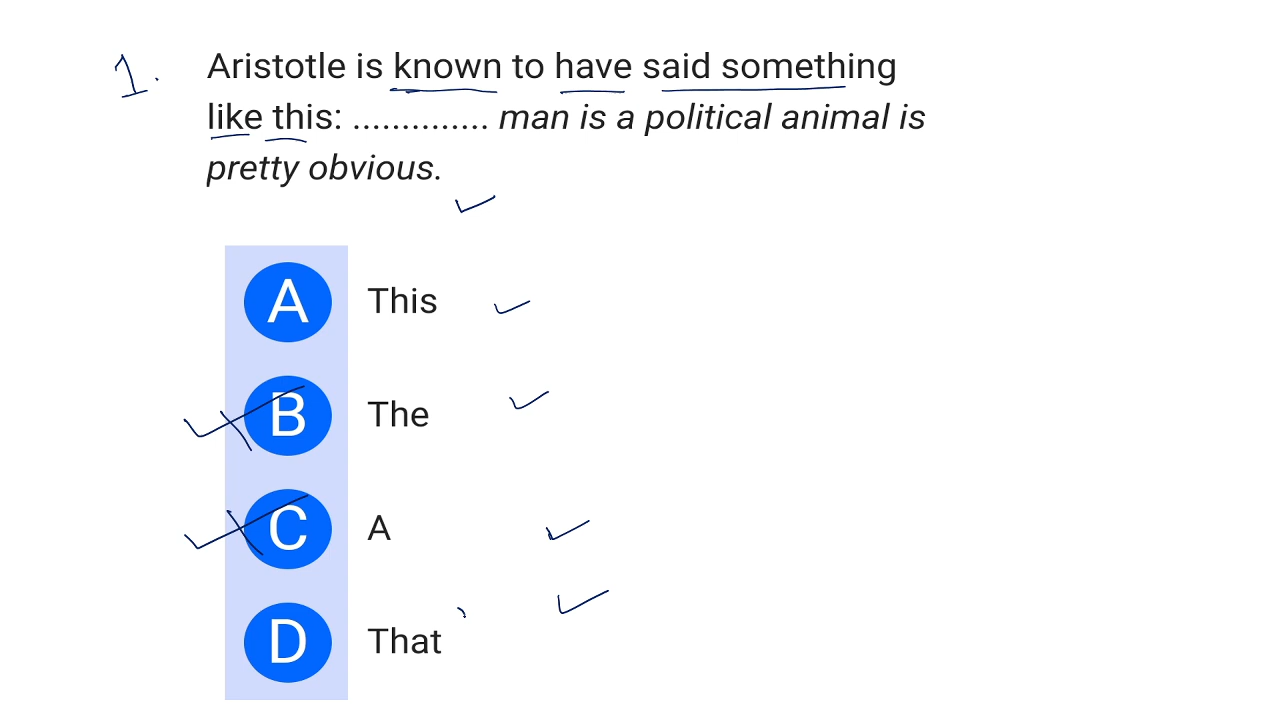 1. Aristotle is known to have said something
like this: .............. man is a political animal is
pretty obvious.
A This
B The
C A
D That